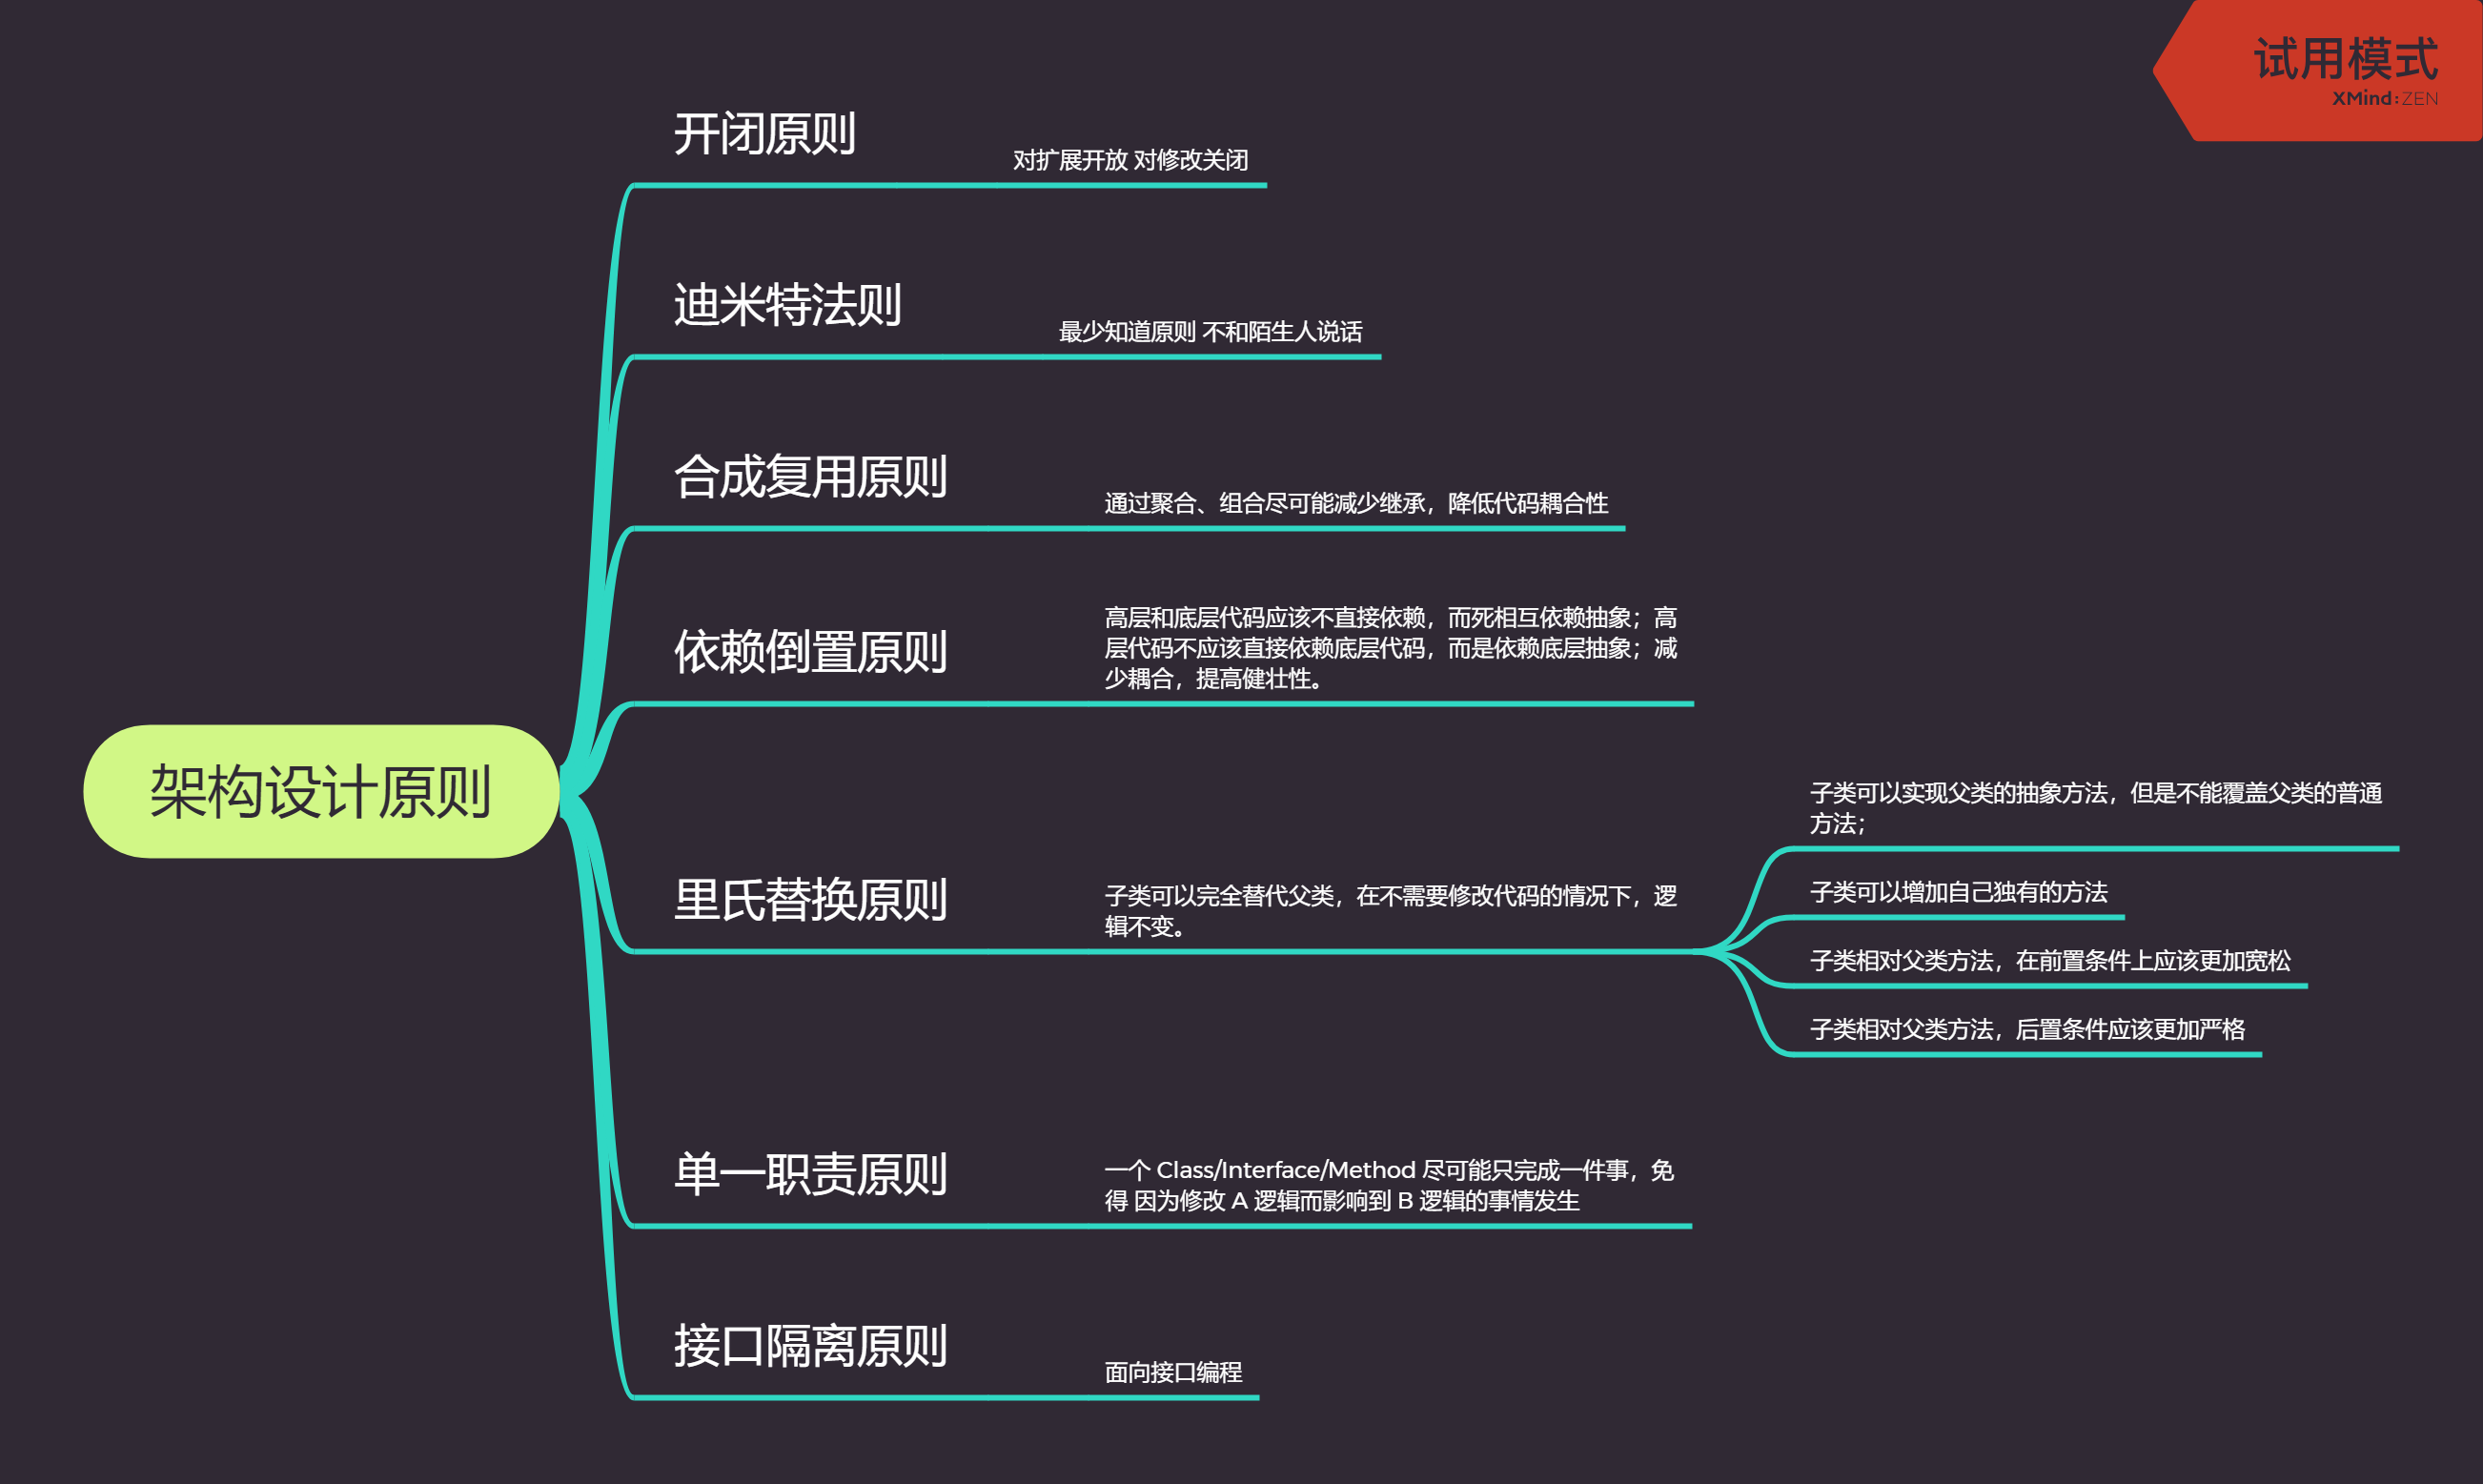 试用模式
XMind:ZEN
开闭原则
对扩展开放 对修改关闭
迪米特法则
最少知道原则 不和陌生人说话
合成复用原则
通过聚合、组合尽可能减少继承，降低代码耦合性
依赖倒置原则
高层和底层代码应该不直接依赖，而死相互依赖抽象；高
层代码不应该直接依赖底层代码，而是依赖底层抽象；减
少耦合，提高健壮性。
架构设计原则
里氏替换原则
子类可以完全替代父类，在不需要修改代码的情况下，逻
辑不变。
子类可以实现父类的抽象方法，但是不能覆盖父类的普通
方法；
子类可以增加自己独有的方法
子类相对父类方法，在前置条件上应该更加宽松
子类相对父类方法，后置条件应该更加严格
单一职责原则
一个 Class/Interface/Method 尽可能只完成一件事，免
得 因为修改 A 逻辑而影响到 B 逻辑的事情发生
接口隔离原则
面向接口编程